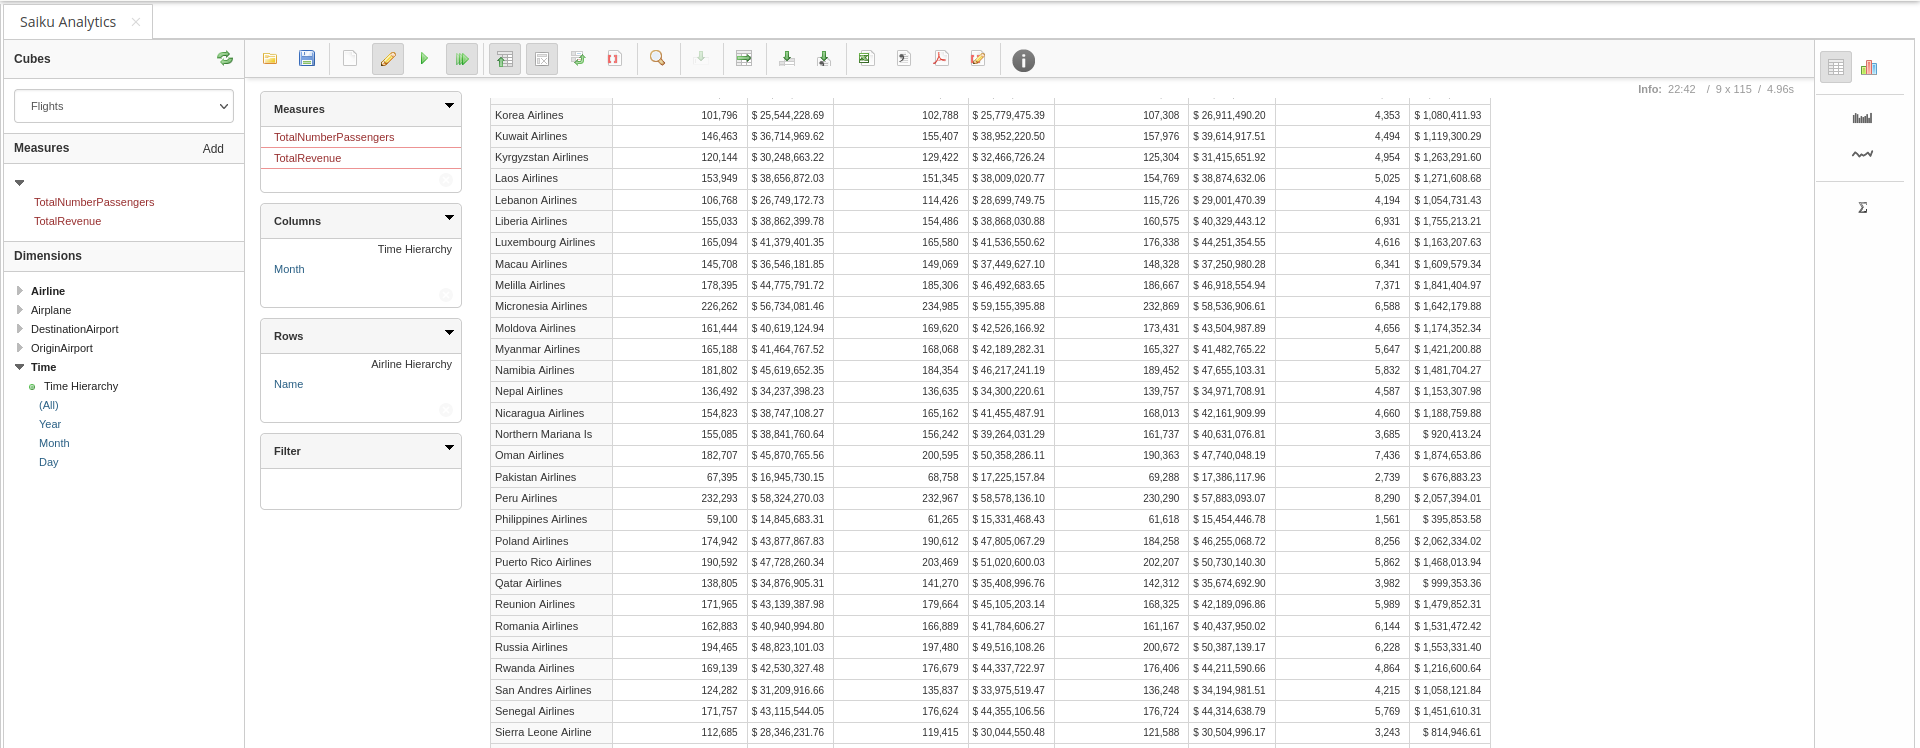 Saiku Analytics
Cubes
Flights
Measures Add
TotalNumberPassengers
TotalRevenue
Dimensions
Airline
Airplane
DestinationAirport
OriginAirport
Time
Time Hierarchy
(All)
Year
Month
Day
Measures
TotalNumberPassengers
TotalRevenue
Columns
Time Hierarchy
Month
Rows
Airline Hierarchy
Name
Filter
Info: 22:42 / 9 x 115 / 4.96s
Korea Airlines 101,796 $ 25,544,228.69 102,788 $ 25,779,475.39 107,308 $ 26,911,490.20 4,353 $ 1,080,411.93
Kuwait Airlines 146,463 $ 36,714,969.62 155,407 $ 38,952,220.50 157,976 $ 39,614,917.51 4,494 $ 1,119,300.29
Kyrgyzstan Airlines 120,144 $ 30,248,663.22 129,422 $ 32,466,726.24 125,304 $ 31,415,651.92 4,954 $ 1,263,291.60
Laos Airlines 153,949 $ 38,656,872.03 151,345 $ 38,009,020.77 154,769 $ 38,874,632.06 5,025 $ 1,271,608.68
Lebanon Airlines 106,768 $ 26,749,172.73 114,426 $ 28,699,749.75 115,726 $ 29,001,470.39 4,194 $ 1,054,731.43
Liberia Airlines 155,033 $ 38,862,399.78 154,486 $ 38,868,030.88 160,575 $ 40,329,443.12 6,931 $ 1,755,213.21
Luxembourg Airlines 165,094 $ 41,379,401.35 165,580 $ 41,536,550.62 176,338 $ 44,251,354.55 4,616 $ 1,163,207.63
Macau Airlines 145,708 $ 36,546,181.85 149,069 $ 37,449,627.10 148,328 $ 37,250,980.28 6,341 $ 1,609,579.34
Melilla Airlines 178,395 $ 44,775,791.72 185,306 $ 46,492,683.65 186,667 $ 46,918,554.94 7,371 $ 1,841,404.97
Micronesia Airlines 226,262 $ 56,734,081.46 234,985 $ 59,155,395.88 232,869 $ 58,536,906.61 6,588 $ 1,642,179.88
Moldova Airlines 161,444 $ 40,619,124.94 169,620 $ 42,526,166.92 173,431 $ 43,504,987.89 4,656 $ 1,174,352.34
Myanmar Airlines 165,188 $ 41,464,767.52 168,068 $ 42,189,282.31 165,327 $ 41,482,765.22 5,647 $ 1,421,200.88
Namibia Airlines 181,802 $ 45,619,652.35 184,354 $ 46,217,241.19 189,452 $ 47,655,103.31 5,832 $ 1,481,704.27
Nepal Airlines 136,492 $ 34,237,398.23 136,635 $ 34,300,220.61 139,757 $ 34,971,708.91 4,587 $ 1,153,307.98
Nicaragua Airlines 154,823 $ 38,747,108.27 165,162 $ 41,455,487.91 168,013 $ 42,161,909.99 4,660 $ 1,188,759.88
Northern Mariana Is 155,085 $ 38,841,760.64 156,242 $ 39,264,031.29 161,737 $ 40,631,076.81 3,685 $ 920,413.24
Oman Airlines 182,707 $ 45,870,765.56 200,595 $ 50,358,286.11 190,363 $ 47,740,048.19 7,436 $ 1,874,653.86
Pakistan Airlines 67,395 $ 16,945,730.15 68,758 $ 17,225,157.84 69,288 $ 17,386,117.96 2,739 $ 676,883.23
Peru Airlines 232,293 $ 58,324,270.03 232,967 $ 58,578,136.10 230,290 $ 57,883,093.07 8,290 $ 2,057,394.01
Philippines Airlines 59,100 $ 14,845,683.31 61,265 $ 15,331,468.43 61,618 $ 15,454,446.78 1,561 $ 395,853.58
Poland Airlines 174,942 $ 43,877,867.83 190,612 $ 47,805,067.29 184,258 $ 46,255,068.72 8,256 $ 2,062,334.02
Puerto Rico Airlines 190,592 $ 47,728,260.34 203,469 $ 51,020,600.03 202,207 $ 50,730,140.30 5,862 $ 1,468,013.94
Qatar Airlines 138,805 $ 34,876,905.31 141,270 $ 35,408,996.76 142,312 $ 35,674,692.90 3,982 $ 999,353.36
Reunion Airlines 171,965 $ 43,139,387.98 179,664 $ 45,105,203.14 168,325 $ 42,189,096.86 5,989 $ 1,479,852.31
Romania Airlines 162,883 $ 40,940,994.80 166,889 $ 41,784,606.27 161,167 $ 40,437,950.02 6,144 $ 1,531,472.42
Russia Airlines 194,465 $ 48,823,101.03 197,480 $ 49,516,108.26 200,672 $ 50,387,139.17 6,228 $ 1,553,331.40
Rwanda Airlines 169,139 $ 42,530,327.48 176,679 $ 44,337,722.97 176,406 $ 44,211,590.66 4,864 $ 1,216,600.64
San Andres Airlines 124,282 $ 31,209,916.66 135,837 $ 33,975,519.47 136,248 $ 34,194,981.51 4,215 $ 1,058,121.84
Senegal Airlines 171,757 $ 43,115,544.05 176,624 $ 44,355,106.56 176,724 $ 44,314,638.79 5,769 $ 1,451,610.31
Sierra Leone Airline 112,685 $ 28,346,231.76 119,415 $ 30,044,550.48 121,588 $ 30,504,996.17 3,243 $ 814,946.61